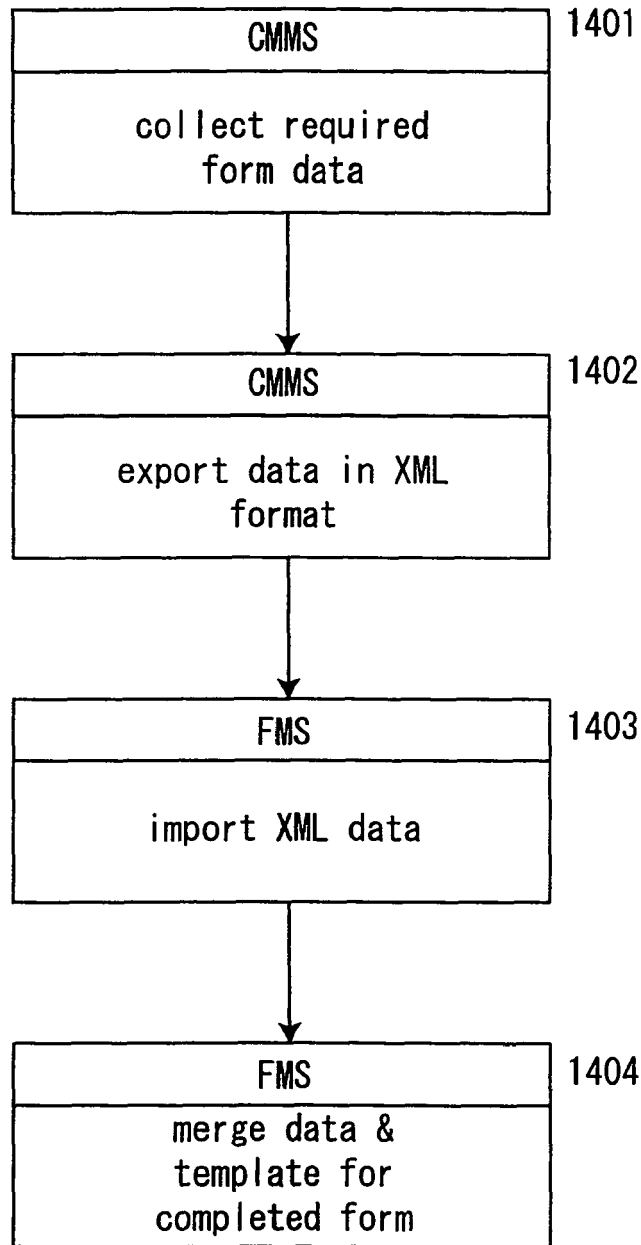 CMMS
1401
collect required
form data
CMMS
1402
export data in XML
format
FMS
1403
import XML data
FMS
1404
merge data &
template for
completed form